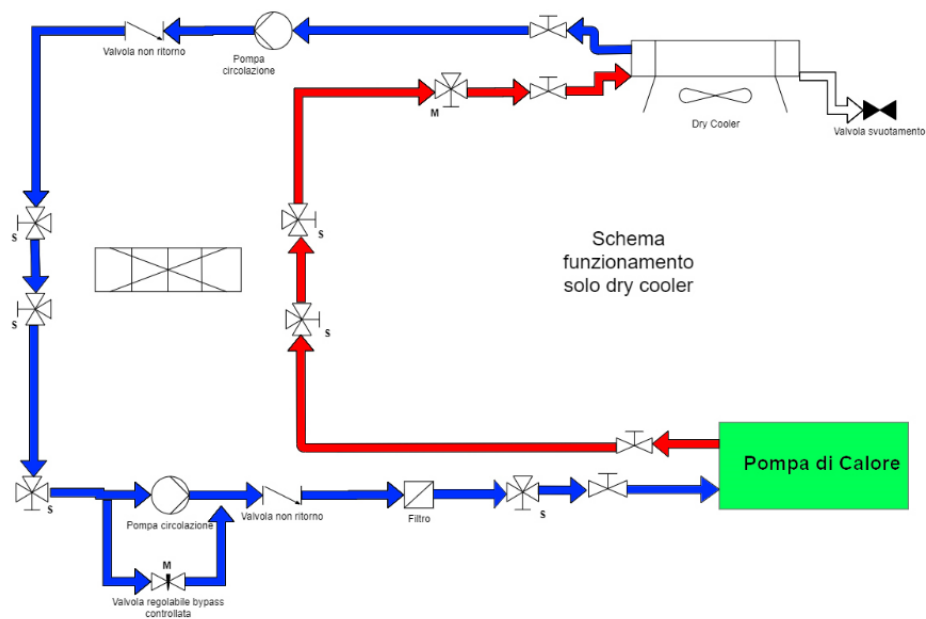 Valvola non ritorno
Pompa
circolazione
M
Dry Cooler
Valvola svuotamento
S
S
Schema
funzionamento
solo dry cooler
S
S
Pompa di Calore
S
Pompa circolazione
Valvola non ritorno
Filtro
S
M
Valvola regolabile bypass
controllata